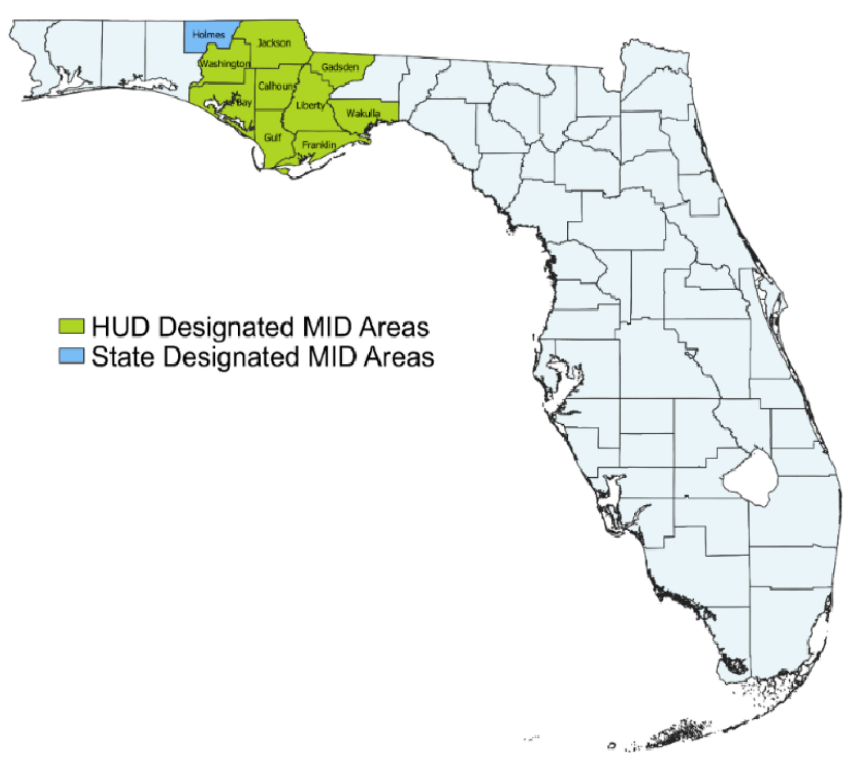 Holmes
Jackson
Washington
Gadsden
Calhoun
Bay
Liberty
Wakulla
Gulf
Franklin
HUD Designated MID Areas
State Designated MID Areas